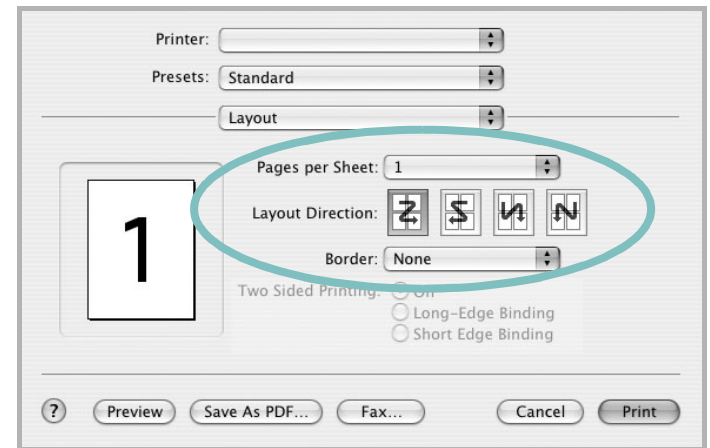 Printer:
Presets: Standard
Layout
Pages per Sheet: 1
Layout Direction:
1
Border: None
Two Sided Printing:
Long-Edge Binding
Short Edge Binding
? Preview Save As PDF... Fax... Cancel Print